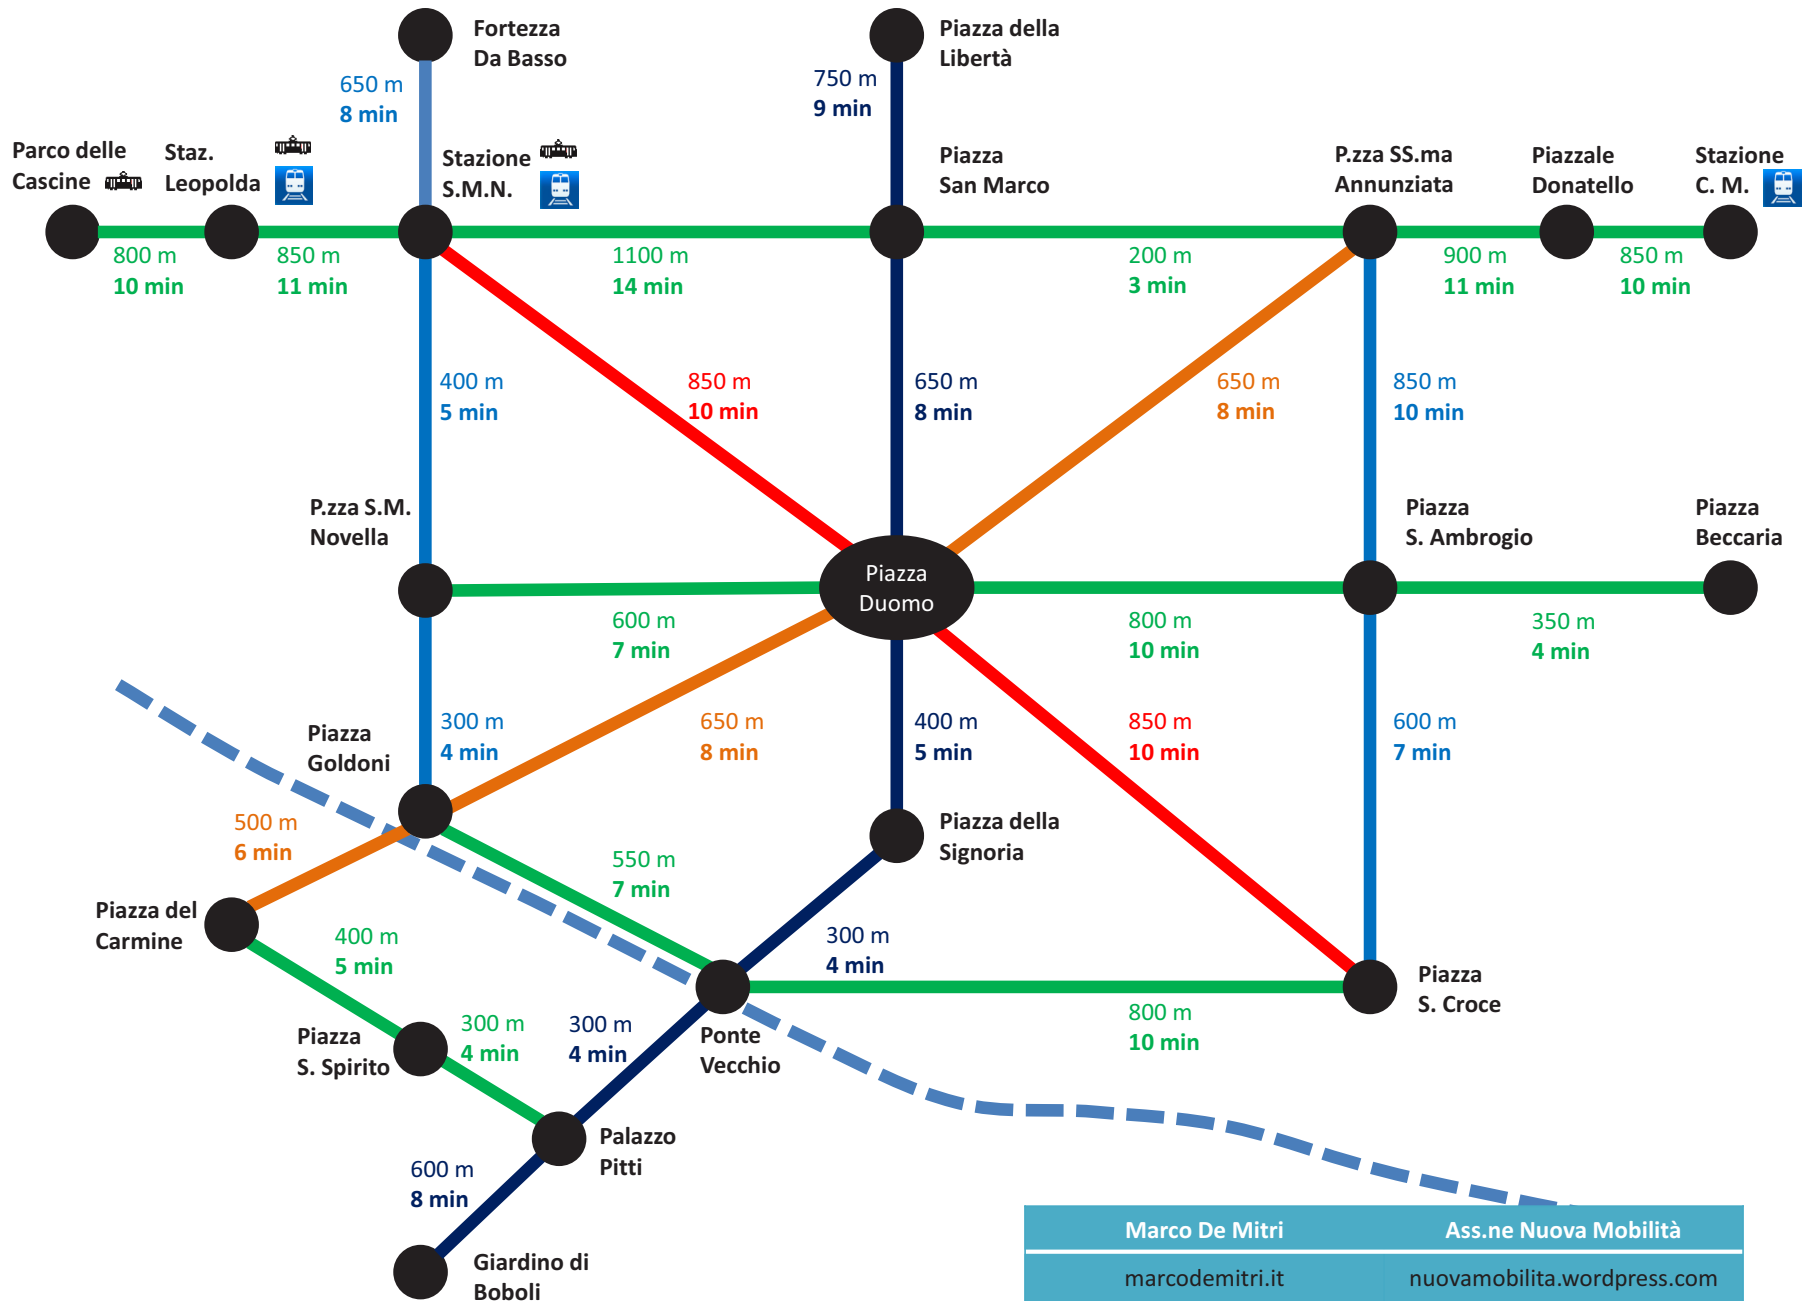 Fortezza
Da Basso
Piazza della
Libertà
650 m
8 min
750 m
9 min
Parco delle
Cascine
Staz.
Leopolda
Stazione
S.M.N.
Piazza
San Marco
P.zza SS.ma
Annunziata
Piazzale
Donatello
Stazione
C. M.
800 m
10 min
850 m
11 min
1100 m
14 min
200 m
3 min
900 m
11 min
850 m
10 min
400 m
5 min
850 m
10 min
650 m
8 min
650 m
8 min
850 m
10 min
P.zza S.M.
Novella
Piazza
Duomo
Piazza
S. Ambrogio
Piazza
Beccaria
600 m
7 min
800 m
10 min
350 m
4 min
Piazza
Goldoni
300 m
4 min
650 m
8 min
400 m
5 min
850 m
10 min
600 m
7 min
500 m
6 min
550 m
7 min
Piazza della
Signoria
Piazza del
Carmine
400 m
5 min
300 m
4 min
Piazza
S. Croce
Piazza
S. Spirito
300 m
4 min
300 m
4 min
Ponte
Vecchio
800 m
10 min
Palazzo
Pitti
600 m
8 min
Giardino di
Boboli
Marco De Mitri
Ass.ne Nuova Mobilità
marcodemitri.it
nuovamobilita.wordpress.com